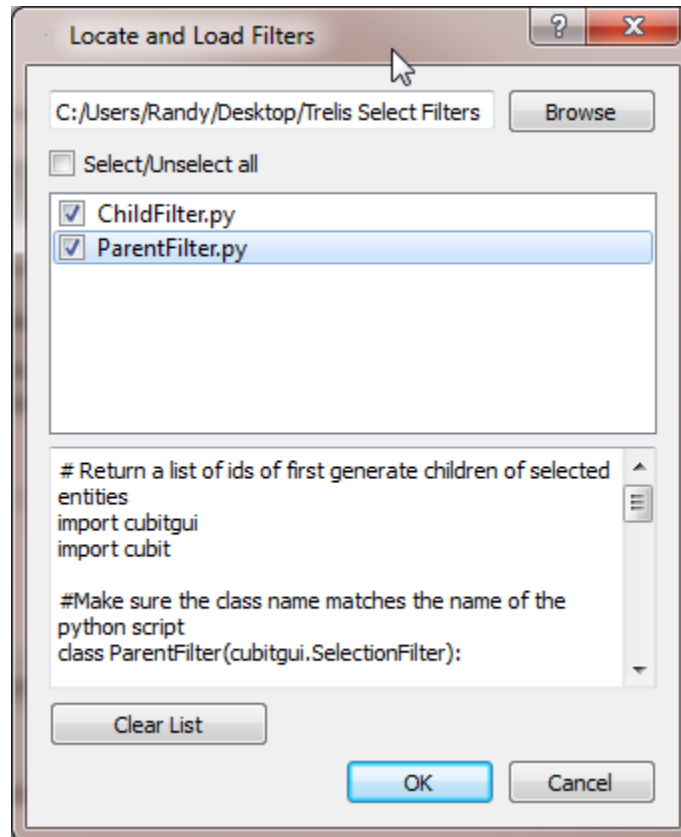 Locate and Load Filters
?
C:/Users/Randy/Desktop/Trelis Select Filters
Browse
Select/Unselect all
ChildFilter.py
ParentFilter.py
# Return a list of ids of first generate children of selected
entities
import cubitgui
import cubit
#Make sure the class name matches the name of the
python script
class ParentFilter(cubitgui.SelectionFilter):
Clear List
OK
Cancel